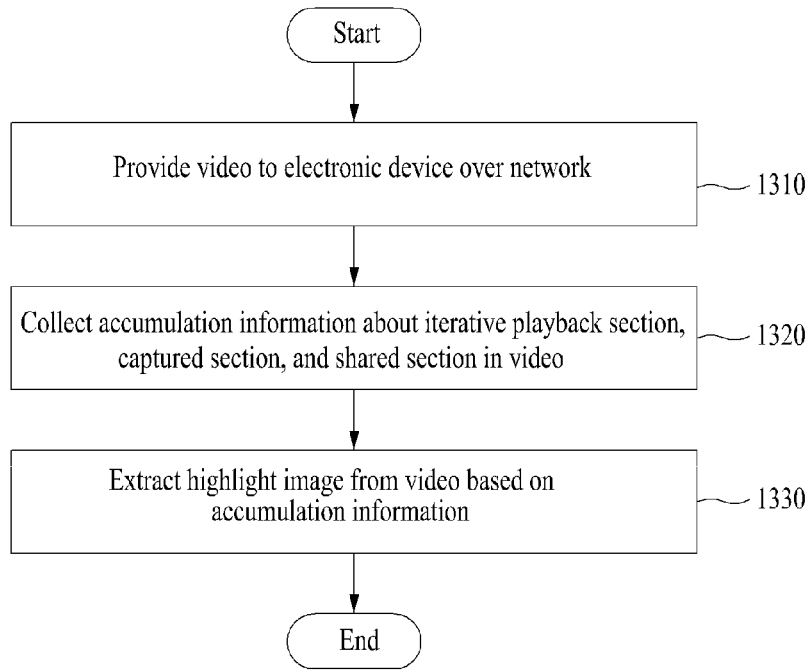 Start
Provide video to electronic device over network
1310
Collect accumulation information about iterative playback section,
captured section, and shared section in video
1320
Extract highlight image from video based on
accumulation information
1330
End